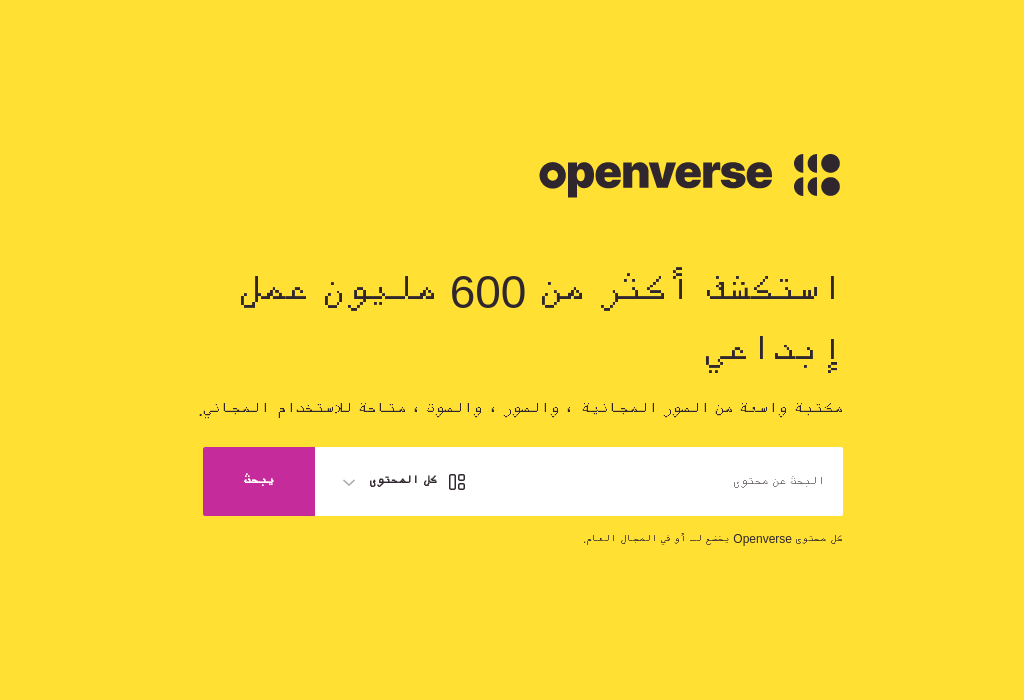 openverse
استكشف أكثر من 600 مليون عمل
إبداعي
مكتبة واسعة من الصور المجانية ، والصور ، والصوت ، متاحة للاستخدام المجاني.
البحث عن محتوى
كل المحتوى
يبحث
كل محتوى Openverse يخضع لـ أو في المجال العام.